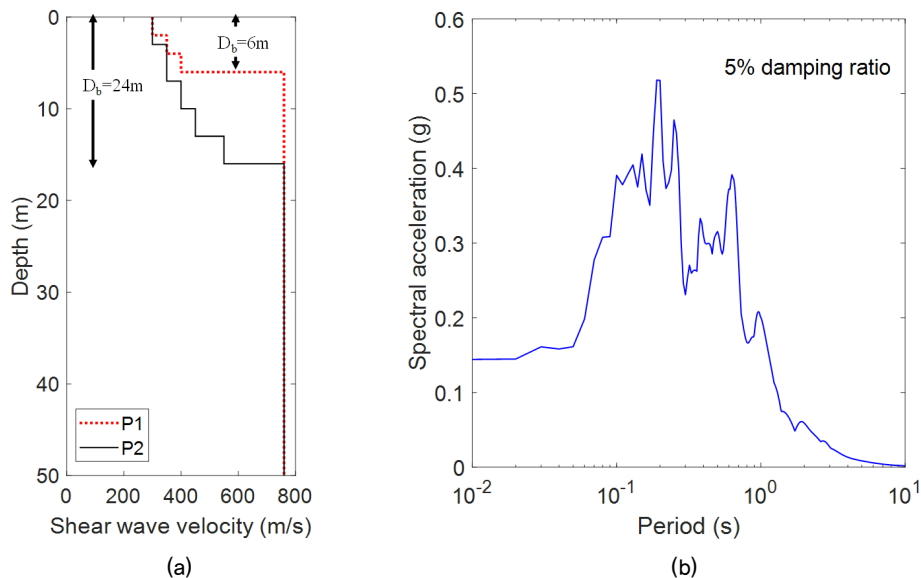 0
10
20
30
40
50
Depth (m)
D_b=6m
D_b=24m
P1
P2
0 200 400 600 800
Shear wave velocity (m/s)
(a)
0.6
0.5
0.4
0.3
0.2
0.1
0
Spectral acceleration (g)
5% damping ratio
10^-2 10^-1 10^0 10^1
Period (s)
(b)